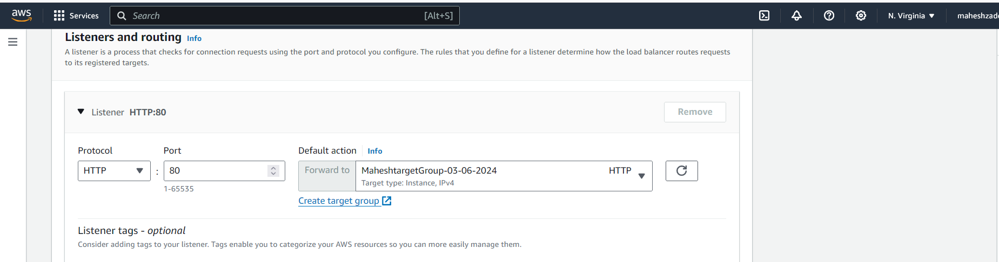 aws
Services
Search [Alt+S]
N. Virginia
Listeners and routing Info
A listener is a process that checks for connection requests using the port and protocol you configure. The rules that you define for a listener determine how the load balancer routes requests
to its registered targets.
Listener HTTP:80
Remove
Protocol Port Default action Info
HTTP : 80 Forward to MaheshtargetGroup-03-06-2024 HTTP
Target type: Instance, IPv4
1-65535
Create target group
Listener tags - optional
Consider adding tags to your listener. Tags enable you to categorize your AWS resources so you can more easily manage them.